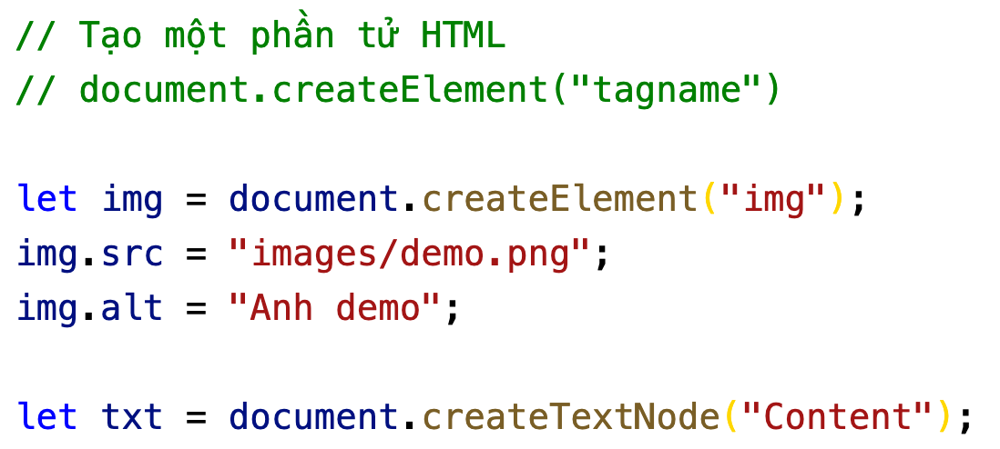 // Tạo một phần tử HTML
// document.createElement("tagname")
let img = document.createElement("img");
img.src = "images/demo.png";
img.alt = "Anh demo";
let txt = document.createTextNode("Content");